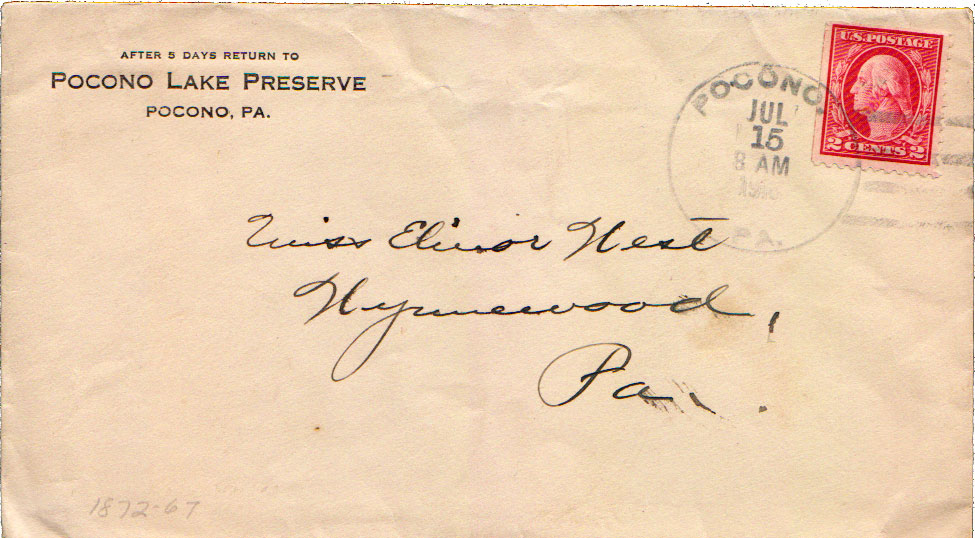 AFTER 5 DAYS RETURN TO
POCONO LAKE PRESERVE
POCONO, PA.
U.S. POSTAGE
2 CENTS 2
POCONO,
JUL
15
8 AM
PA.
Miss Elinor West
Wynnewood,
Pa.
1872-67